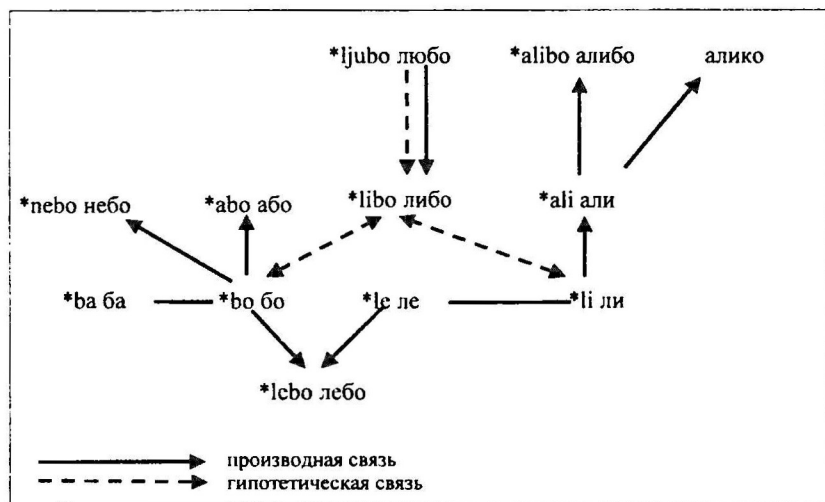 *ljubo любо *alibo алибо алико
*nebo небо *abo або *libo либо *ali али
*ba ба *bo бо *le ле *li ли
*lebo лебо
производная связь
гипотетическая связь